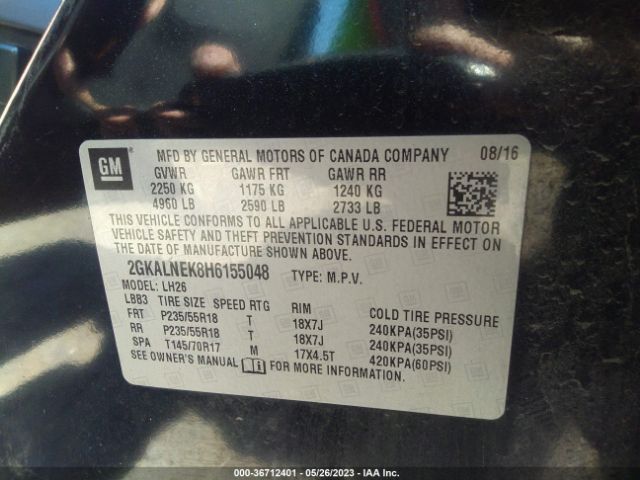 GM
MFD BY GENERAL MOTORS OF CANADA COMPANY 08/16
GVWR GAWR FRT GAWR RR
2250 KG 1175 KG 1240 KG
4960 LB 2590 LB 2733 LB
THIS VEHICLE CONFORMS TO ALL APPLICABLE U.S. FEDERAL MOTOR
VEHICLE SAFETY AND THEFT PREVENTION STANDARDS IN EFFECT ON
THE DATE OF MANUFACTURE SHOWN ABOVE.
2GKALNEK8H6155048 TYPE: M.P.V.
MODEL: LH26
LBB3 TIRE SIZE SPEED RTG RIM COLD TIRE PRESSURE
FRT P235/55R18 T 18X7J 240KPA(35PSI)
RR P235/55R18 T 18X7J 240KPA(35PSI)
SPA T145/70R17 M 17X4.5T 420KPA(60PSI)
SEE OWNER'S MANUAL FOR MORE INFORMATION.
000-36712401 - 05/26/2023 - IAA Inc.